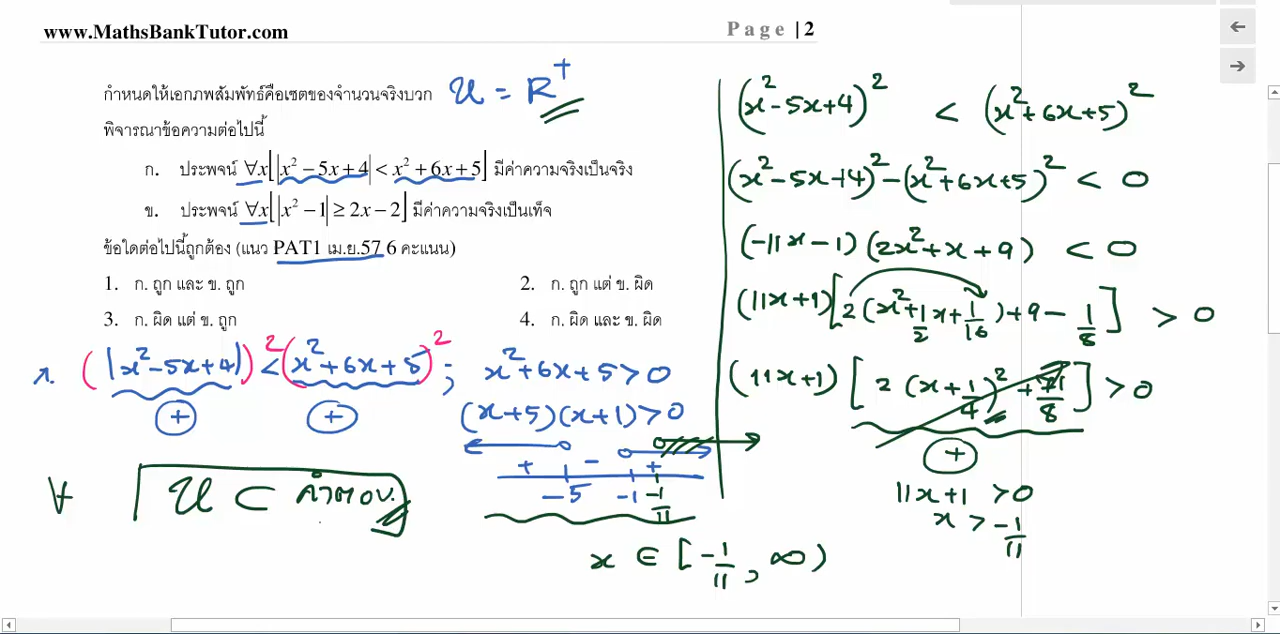 www.MathsBankTutor.com
Page |2
กำหนดให้เอกภพสัมพัทธ์คือเซตของจำนวนจริงบวก U = R⁺
พิจารณาข้อความต่อไปนี้
ก. ประพจน์ ∀x[|x² − 5x + 4| < x² + 6x + 5] มีค่าความจริงเป็นจริง
ข. ประพจน์ ∀x[|x² − 1| ≥ 2x − 2] มีค่าความจริงเป็นเท็จ
ข้อใดต่อไปนี้ถูกต้อง (แนว PAT1 เม.ย.57 6 คะแนน)
1. ก. ถูก และ ข. ถูก
2. ก. ถูก แต่ ข. ผิด
3. ก. ผิด แต่ ข. ถูก
4. ก. ผิด และ ข. ผิด
ก. (|x² − 5x + 4|)² < (x² + 6x + 5)² ; x² + 6x + 5 > 0
(+) (+) (x+5)(x+1) > 0
+ − +
−5 −1 −1/11
∀ U ⊂ คำตอบ
x ∈ [−1/11, ∞)
(x² − 5x + 4)² < (x² + 6x + 5)²
(x² − 5x + 4)² − (x² + 6x + 5)² < 0
(−11x − 1)(2x² + x + 9) < 0
(11x + 1)[2(x² + 1/2x + 1/16) + 9 − 1/8] > 0
(11x + 1)[2(x + 1/4)² + 71/8] > 0
(+)
11x + 1 > 0
x > −1/11